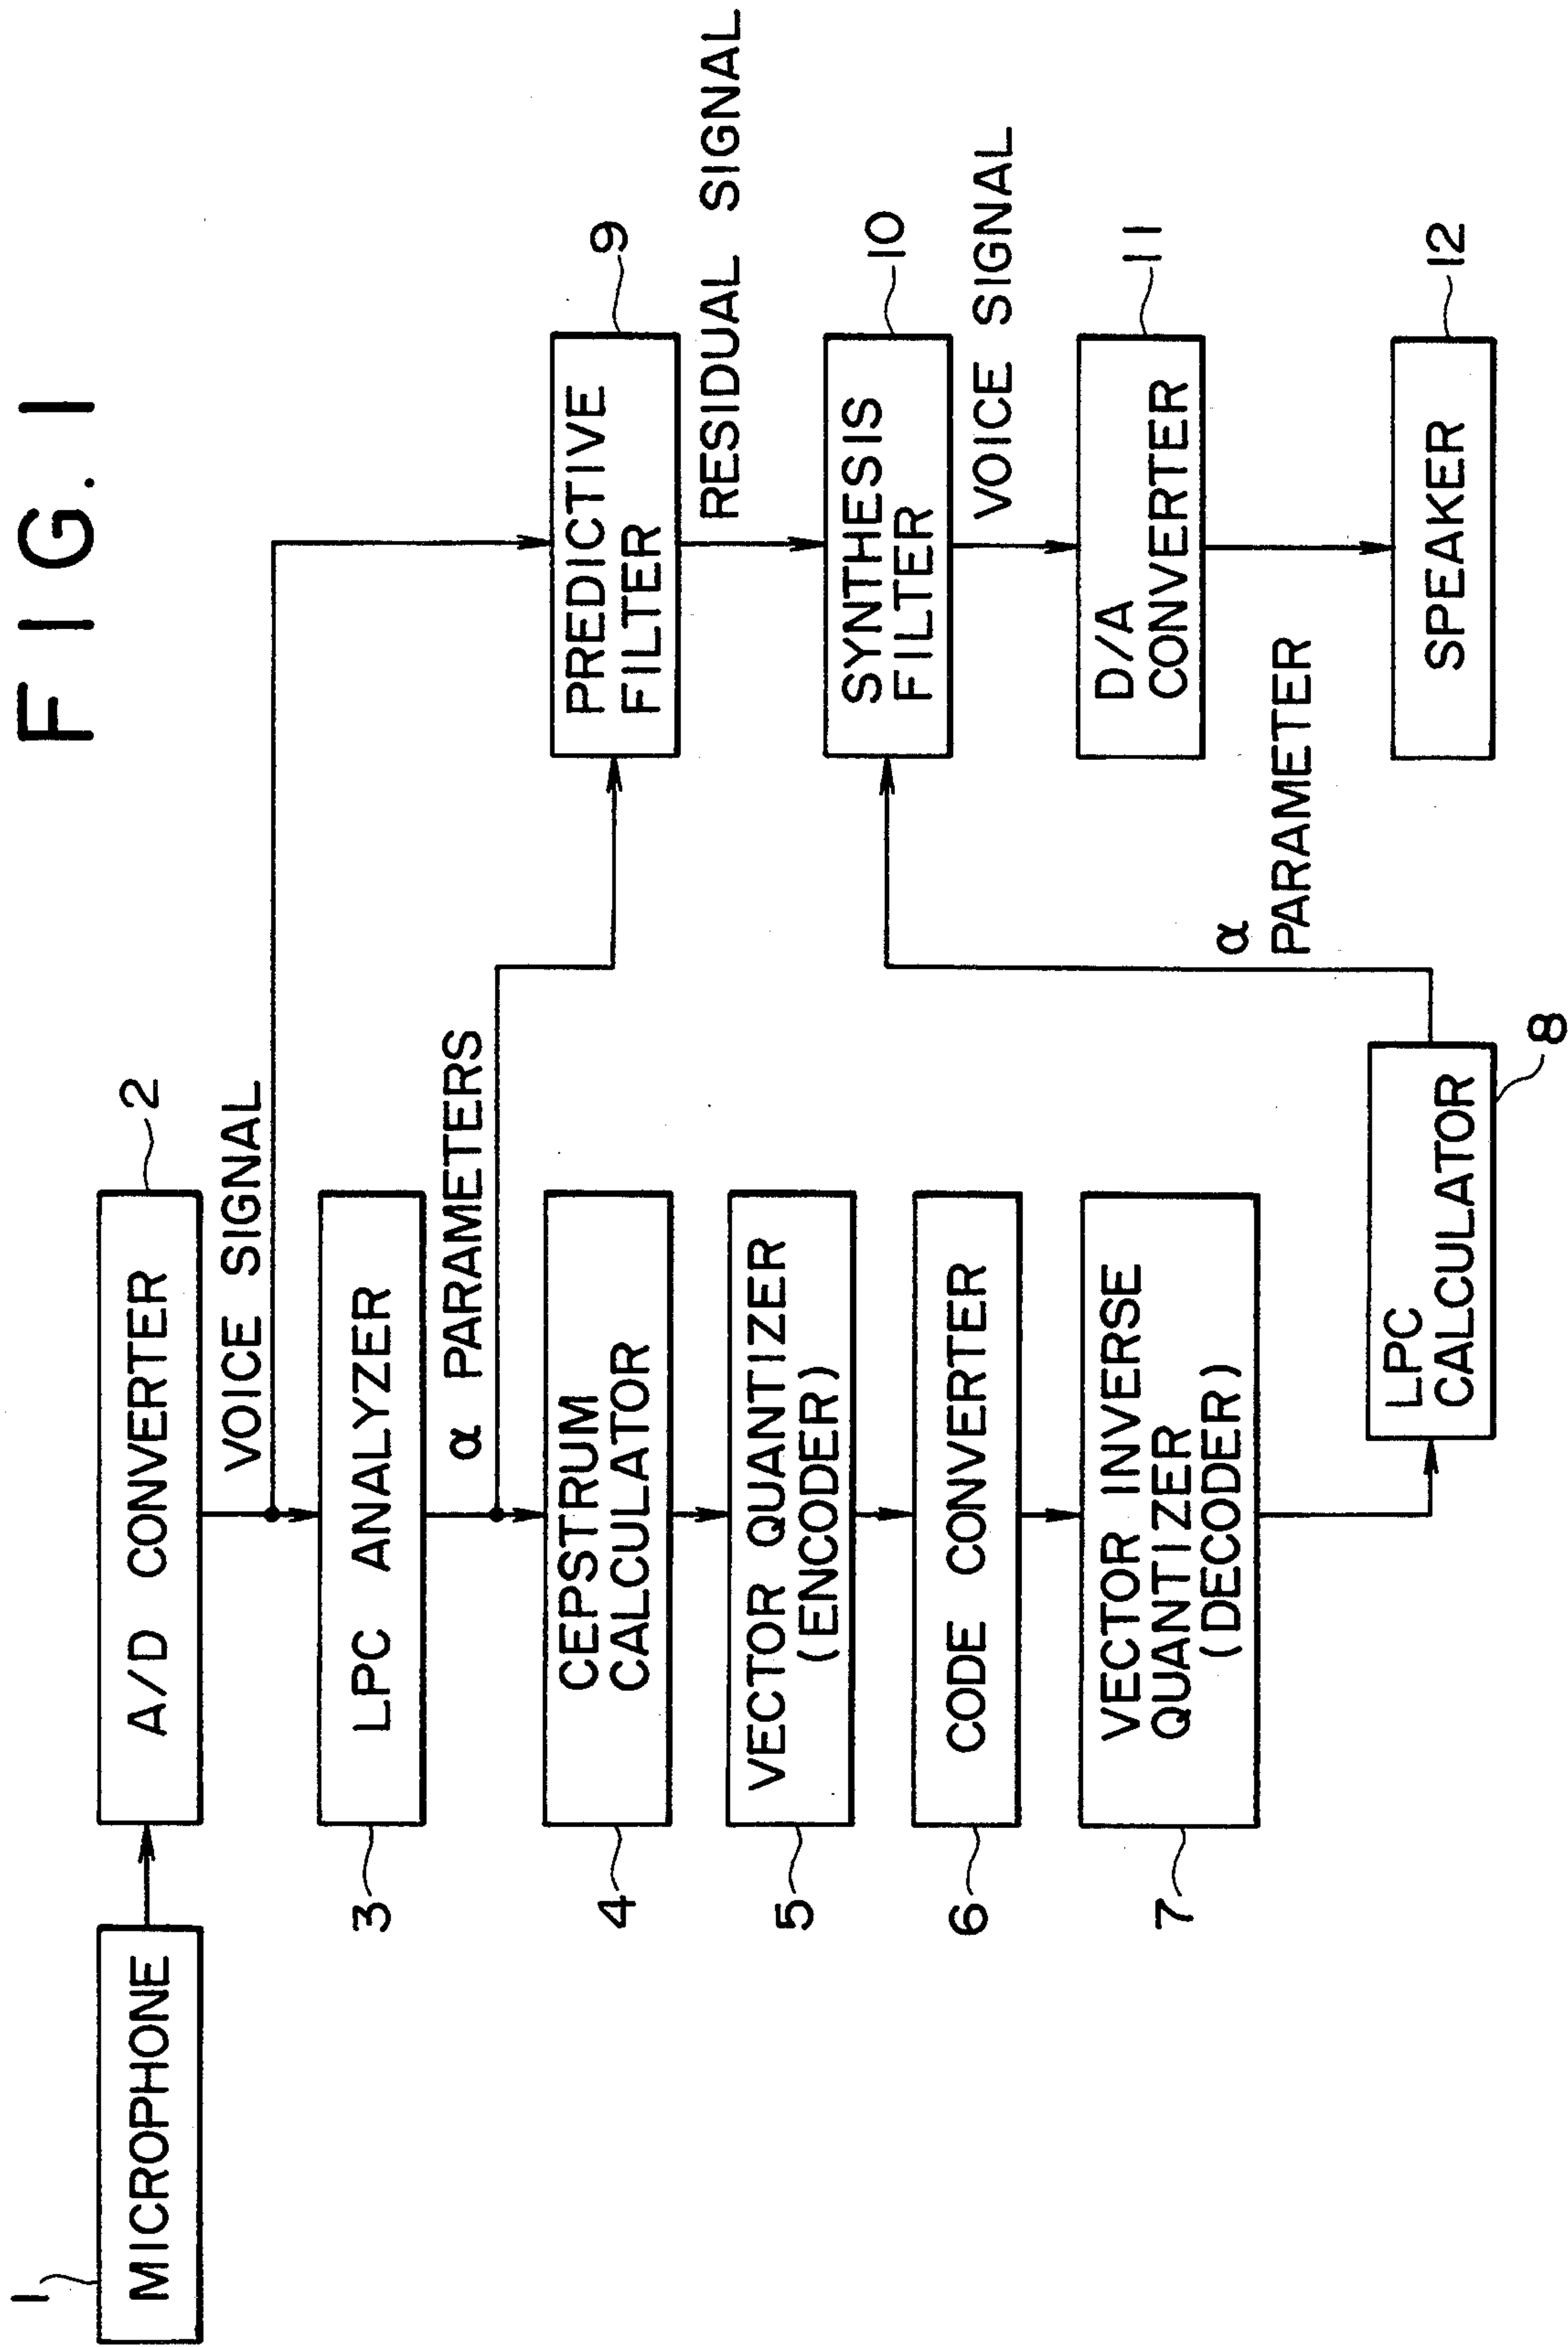 FIG. 1
1
MICROPHONE
2
A/D CONVERTER
VOICE SIGNAL
3
LPC ANALYZER
α PARAMETERS
4
CEPSTRUM
CALCULATOR
5
VECTOR QUANTIZER
(ENCODER)
6
CODE CONVERTER
7
VECTOR INVERSE
QUANTIZER
(DECODER)
LPC
CALCULATOR
8
α
PARAMETER
9
PREDICTIVE
FILTER
RESIDUAL SIGNAL
10
SYNTHESIS
FILTER
VOICE SIGNAL
11
D/A
CONVERTER
12
SPEAKER